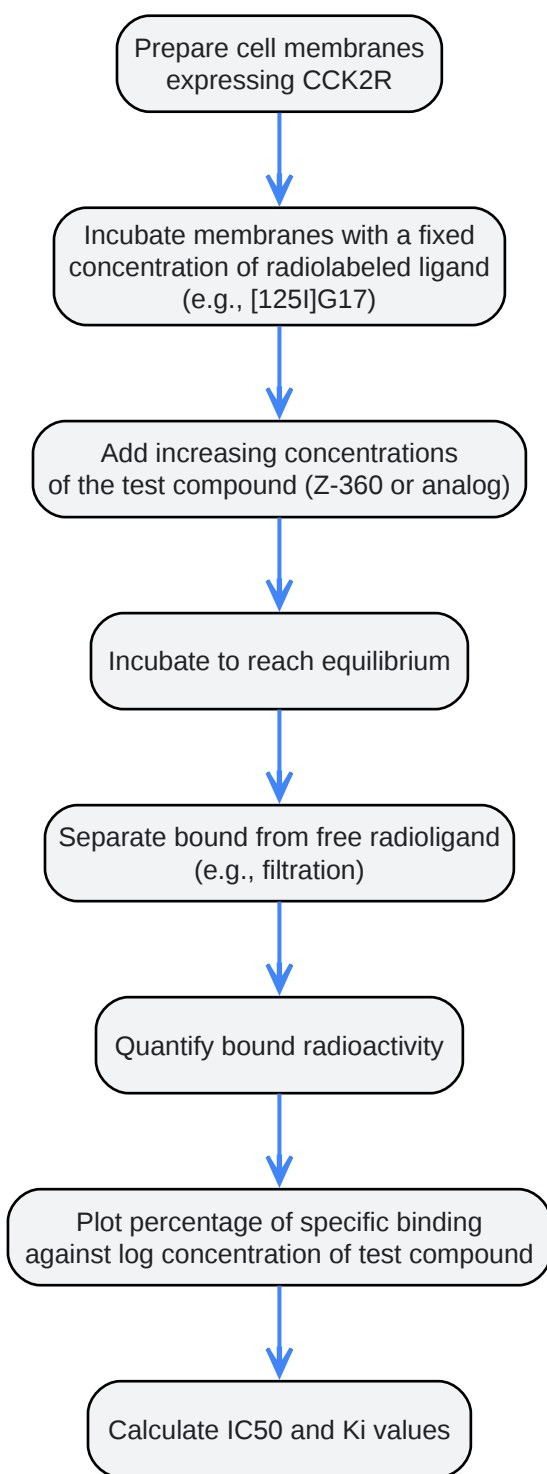 Prepare cell membranes
expressing CCK2R
Incubate membranes with a fixed
concentration of radiolabeled ligand
(e.g., [125I]G17)
Add increasing concentrations
of the test compound (Z-360 or analog)
Incubate to reach equilibrium
Separate bound from free radioligand
(e.g., filtration)
Quantify bound radioactivity
Plot percentage of specific binding
against log concentration of test compound
Calculate IC50 and Ki values